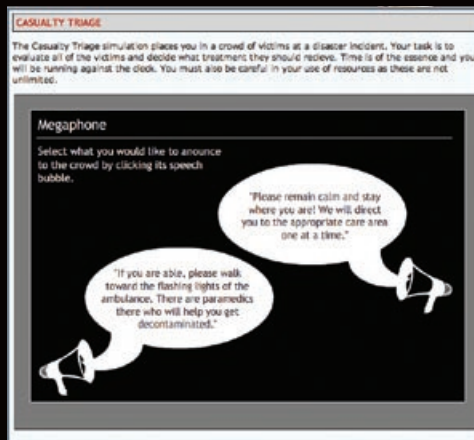 CASUALTY TRIAGE
The Casualty Triage simulation places you in a crowd of victims at a disaster incident. Your task is to
evaluate all of the victims and decide what treatment they should recieve. Time is of the essence and you
will be running against the clock. You must also be careful in your use of resources as these are not
unlimited.
Megaphone
Select what you would like to anounce
to the crowd by clicking its speech
bubble.
"Please remain calm and stay
where you are! We will direct
you to the appropriate care area
one at a time."
"If you are able, please walk
toward the flashing lights of the
ambulance. There are paramedics
there who will help you get
decontaminated."